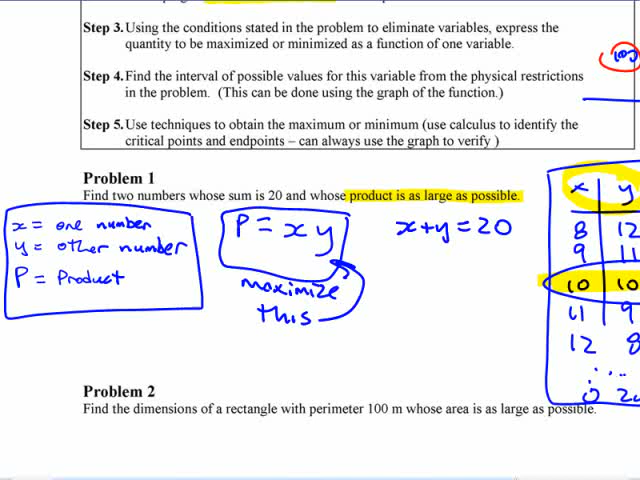 Step 3. Using the conditions stated in the problem to eliminate variables, express the
quantity to be maximized or minimized as a function of one variable.
Step 4. Find the interval of possible values for this variable from the physical restrictions
in the problem. (This can be done using the graph of the function.)
Step 5. Use techniques to obtain the maximum or minimum (use calculus to identify the
critical points and endpoints – can always use the graph to verify )
Problem 1
Find two numbers whose sum is 20 and whose product is as large as possible.
x = one number
y = other number
P = Product
P = x y
maximize
this
x+y = 20
x y
8 12
9 11
10 10
11 9
12 8
0
Problem 2
Find the dimensions of a rectangle with perimeter 100 m whose area is as large as possible.